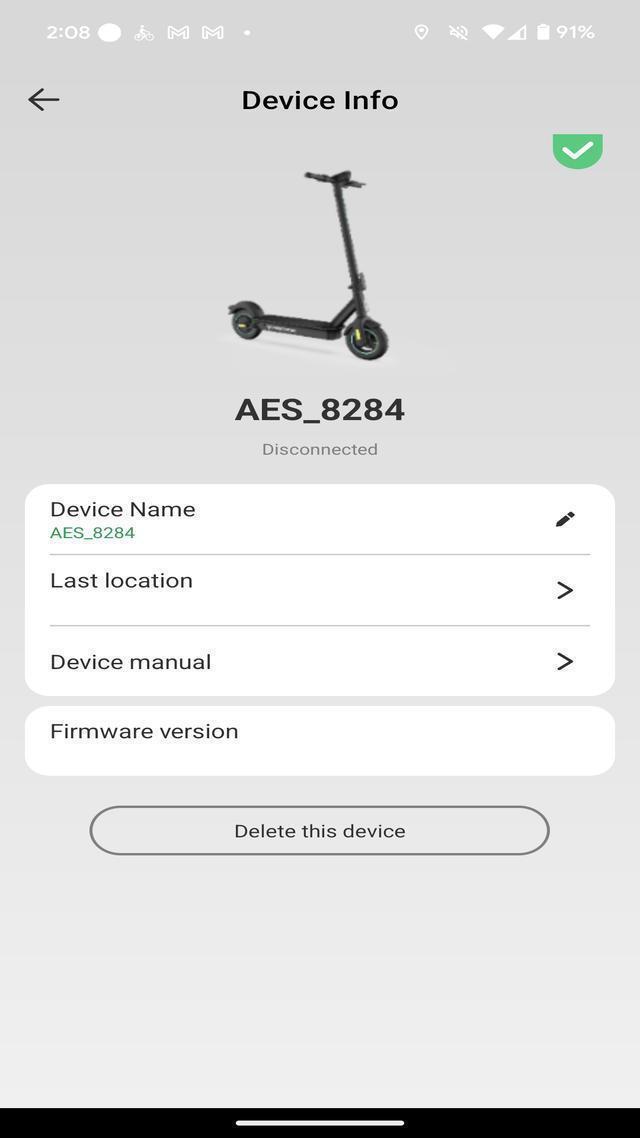 2:08
91%
Device Info
AES_8284
Disconnected
Device Name
AES_8284
Last location
Device manual
Firmware version
Delete this device